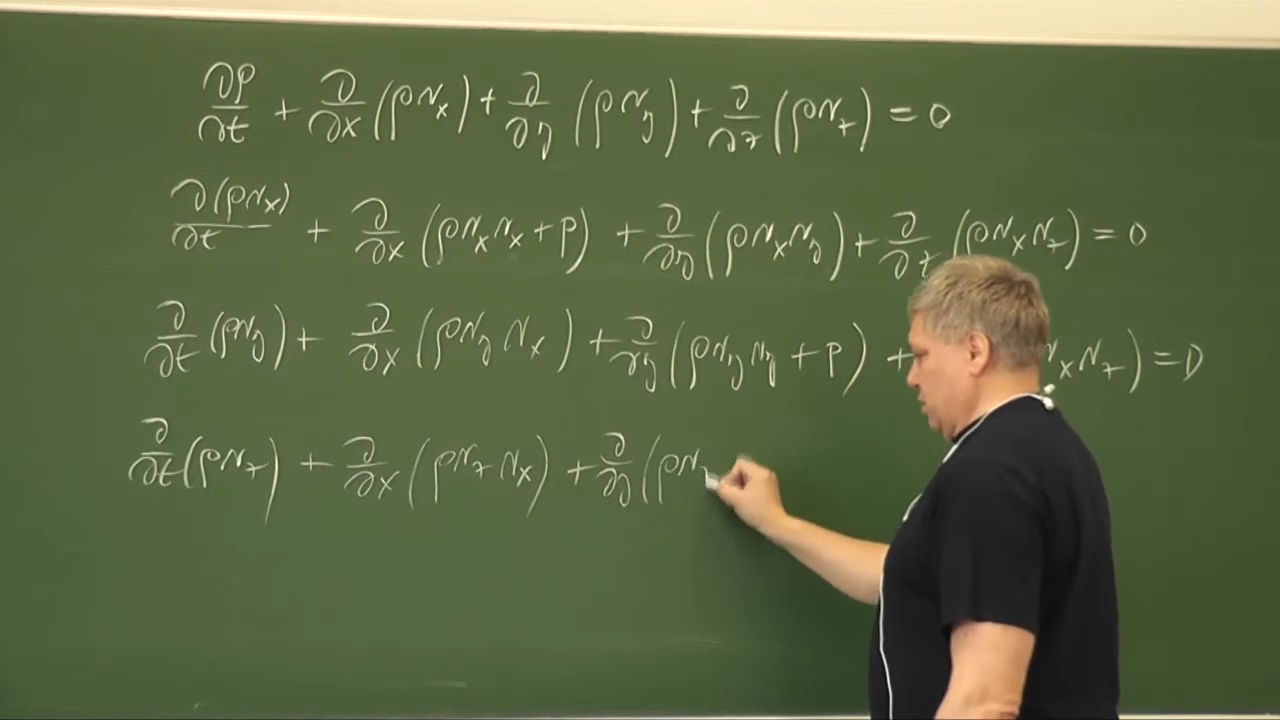 ∂ρ/∂t + ∂/∂x (ρv_x) + ∂/∂y (ρv_y) + ∂/∂z (ρv_z) = 0
∂(ρv_x)/∂t + ∂/∂x (ρv_x v_x + p) + ∂/∂y (ρv_x v_y) + ∂/∂z (ρv_x v_z) = 0
∂/∂t (ρv_y) + ∂/∂x (ρv_y v_x) + ∂/∂y (ρv_y v_y + p) + v_x v_z) = 0
∂/∂t (ρv_z) + ∂/∂x (ρv_z v_x) + ∂/∂y (ρv_z